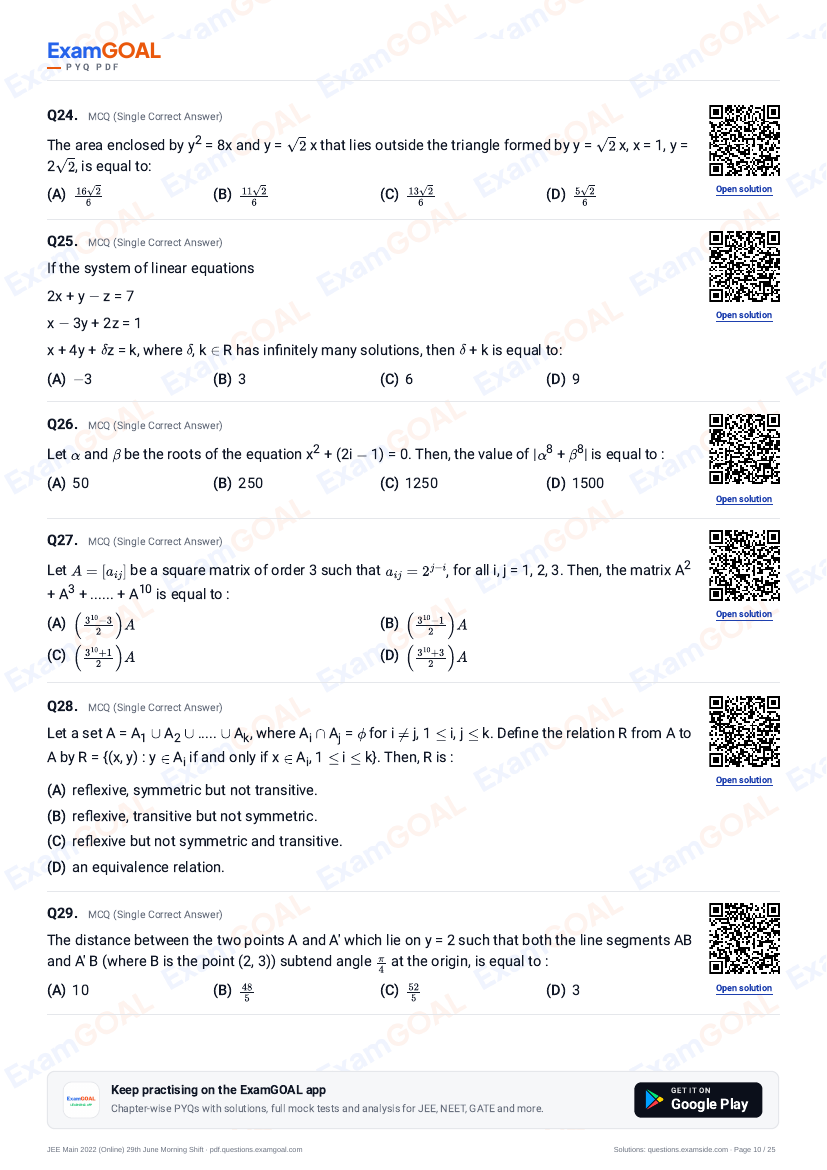 ExamGOAL
PYQ PDF
Q24. MCQ (Single Correct Answer)
The area enclosed by y² = 8x and y = √2 x that lies outside the triangle formed by y = √2 x, x = 1, y =
2√2, is equal to:
(A) 16√2/6 (B) 11√2/6 (C) 13√2/6 (D) 5√2/6
Open solution
Q25. MCQ (Single Correct Answer)
If the system of linear equations
2x + y − z = 7
x − 3y + 2z = 1
x + 4y + δz = k, where δ, k ∈ R has infinitely many solutions, then δ + k is equal to:
(A) −3 (B) 3 (C) 6 (D) 9
Open solution
Q26. MCQ (Single Correct Answer)
Let α and β be the roots of the equation x² + (2i − 1) = 0. Then, the value of |α⁸ + β⁸| is equal to :
(A) 50 (B) 250 (C) 1250 (D) 1500
Open solution
Q27. MCQ (Single Correct Answer)
Let A = [aᵢⱼ] be a square matrix of order 3 such that aᵢⱼ = 2ʲ⁻ⁱ, for all i, j = 1, 2, 3. Then, the matrix A²
+ A³ + ...... + A¹⁰ is equal to :
(A) ((3¹⁰−3)/2) A (B) ((3¹⁰−1)/2) A
(C) ((3¹⁰+1)/2) A (D) ((3¹⁰+3)/2) A
Open solution
Q28. MCQ (Single Correct Answer)
Let a set A = A₁ ∪ A₂ ∪ ..... ∪ Aₖ, where Aᵢ ∩ Aⱼ = ϕ for i ≠ j, 1 ≤ i, j ≤ k. Define the relation R from A to
A by R = {(x, y) : y ∈ Aᵢ if and only if x ∈ Aᵢ, 1 ≤ i ≤ k}. Then, R is :
(A) reflexive, symmetric but not transitive.
(B) reflexive, transitive but not symmetric.
(C) reflexive but not symmetric and transitive.
(D) an equivalence relation.
Open solution
Q29. MCQ (Single Correct Answer)
The distance between the two points A and A' which lie on y = 2 such that both the line segments AB
and A' B (where B is the point (2, 3)) subtend angle π/4 at the origin, is equal to :
(A) 10 (B) 48/5 (C) 52/5 (D) 3
Open solution
Keep practising on the ExamGOAL app
Chapter-wise PYQs with solutions, full mock tests and analysis for JEE, NEET, GATE and more.
GET IT ON
Google Play
JEE Main 2022 (Online) 29th June Morning Shift · pdf.questions.examgoal.com
Solutions: questions.examside.com · Page 10 / 25